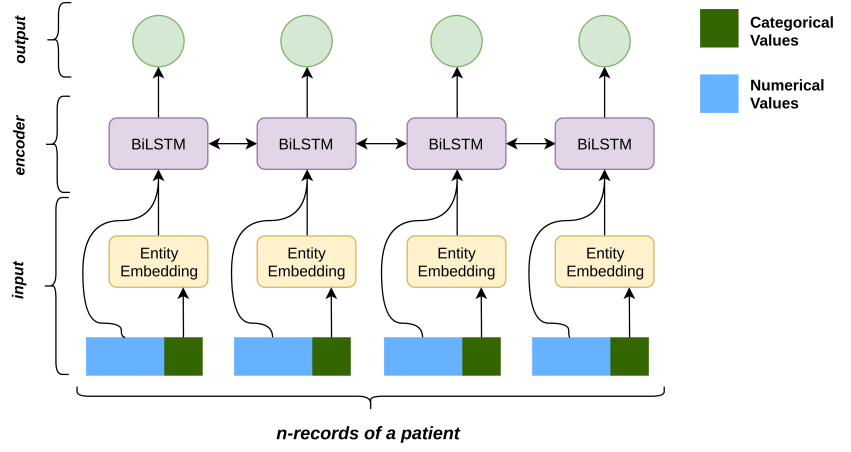 output
Categorical
Values
Numerical
Values
encoder
BiLSTM
BiLSTM
BiLSTM
BiLSTM
input
Entity
Embedding
Entity
Embedding
Entity
Embedding
Entity
Embedding
n-records of a patient